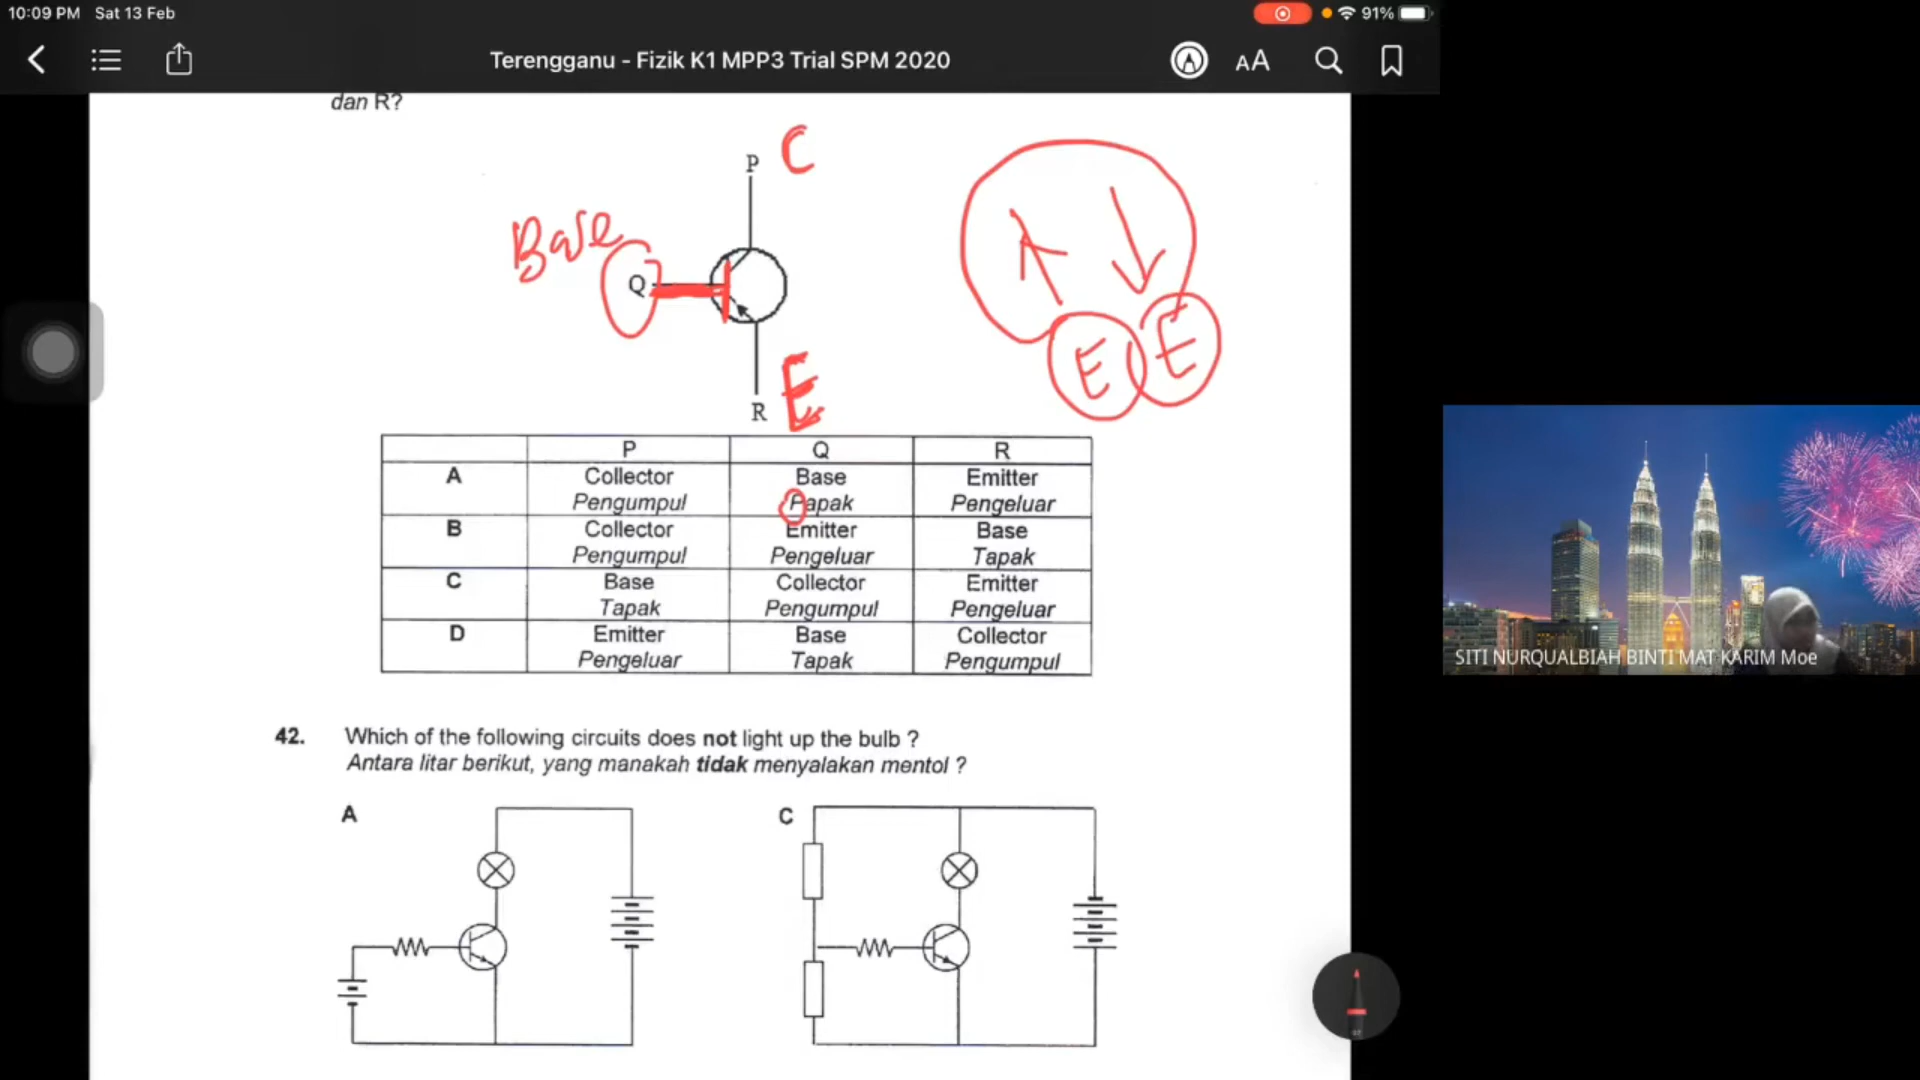 10:09 PM Sat 13 Feb
91%
Terengganu - Fizik K1 MPP3 Trial SPM 2020
AA
dan R?
P C
Base
Q
R E
E E
P Q R
A Collector Base Emitter
Pengumpul Papak Pengeluar
B Collector Emitter Base
Pengumpul Pengeluar Tapak
C Base Collector Emitter
Tapak Pengumpul Pengeluar
D Emitter Base Collector
Pengeluar Tapak Pengumpul
SITI NURQUALBIAH BINTI MAT KARIM Moe
42. Which of the following circuits does not light up the bulb ?
Antara litar berikut, yang manakah tidak menyalakan mentol ?
A C